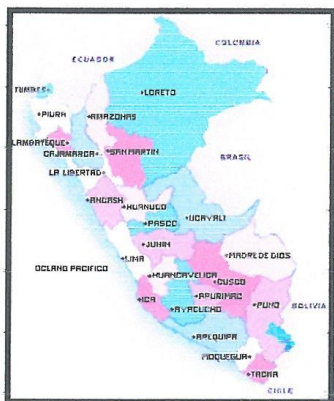 COLOMBIA
ECUADOR
TUMBES
LORETO
PIURA
AMAZONAS
LAMBAYEQUE
SAN MARTIN
CAJAMARCA
BRASIL
LA LIBERTAD
ANCASH
HUANUCO
UCAYALI
PASCO
JUNIN
MADRE DE DIOS
OCEANO PACIFICO
LIMA
HUANCAVELICA
CUSCO
ICA
APURIMAC
PUNO
BOLIVIA
AYACUCHO
AREQUIPA
MOQUEGUA
TACNA
CHILE